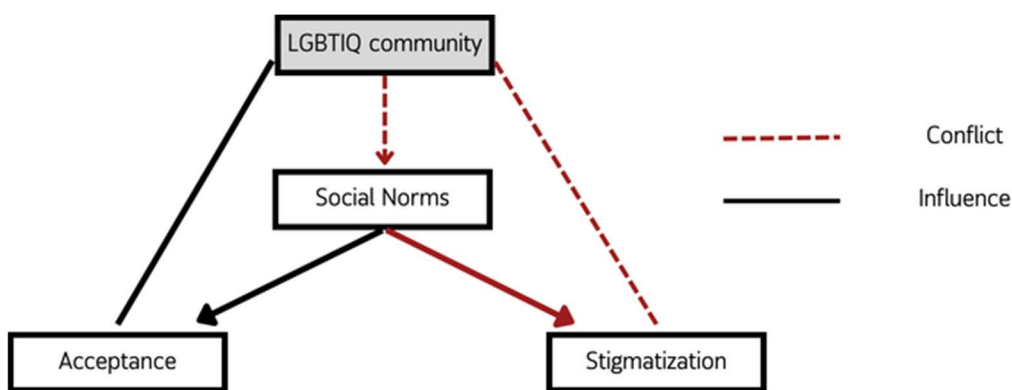 LGBTIQ community
Conflict
Social Norms
Influence
Acceptance
Stigmatization